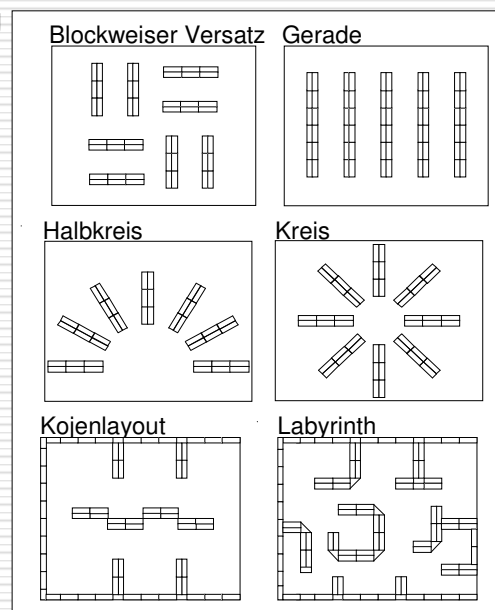 Blockweiser Versatz
Gerade
Halbkreis
Kreis
Kojenlayout
Labyrinth